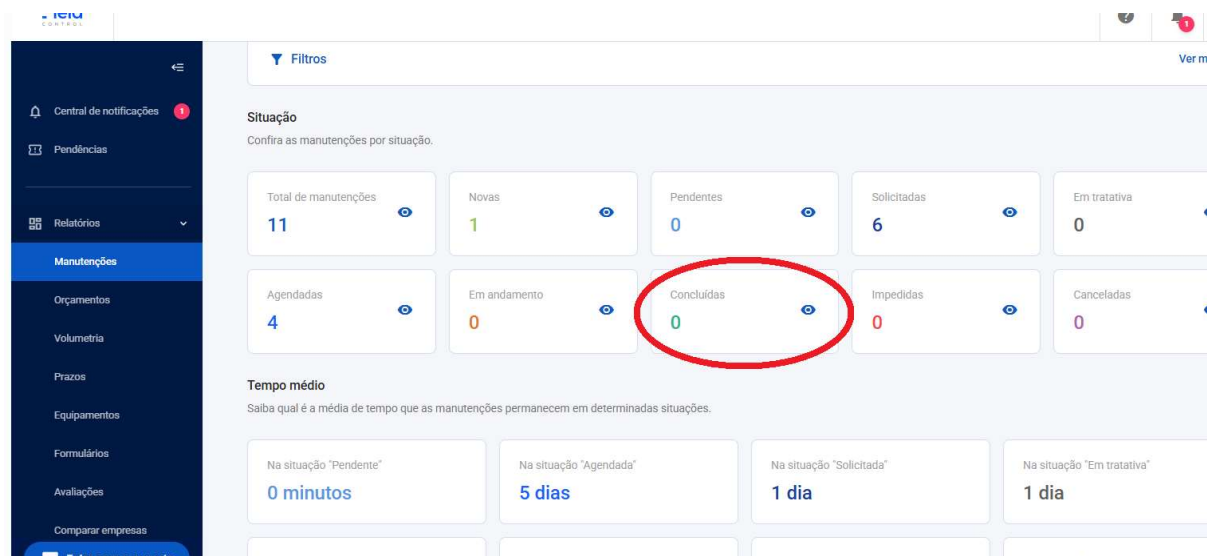 CONTROL
1
Filtros
Central de notificações 1
Pendências
Relatórios
Manutenções
Orçamentos
Volumetria
Prazos
Equipamentos
Formulários
Avaliações
Comparar empresas
Situação
Confira as manutenções por situação.
Total de manutenções
11
Novas
1
Pendentes
0
Solicitadas
6
Em tratativa
0
Agendadas
4
Em andamento
0
Concluídas
0
Impedidas
0
Canceladas
0
Tempo médio
Saiba qual é a média de tempo que as manutenções permanecem em determinadas situações.
Na situação "Pendente"
0 minutos
Na situação "Agendada"
5 dias
Na situação "Solicitada"
1 dia
Na situação "Em tratativa"
1 dia